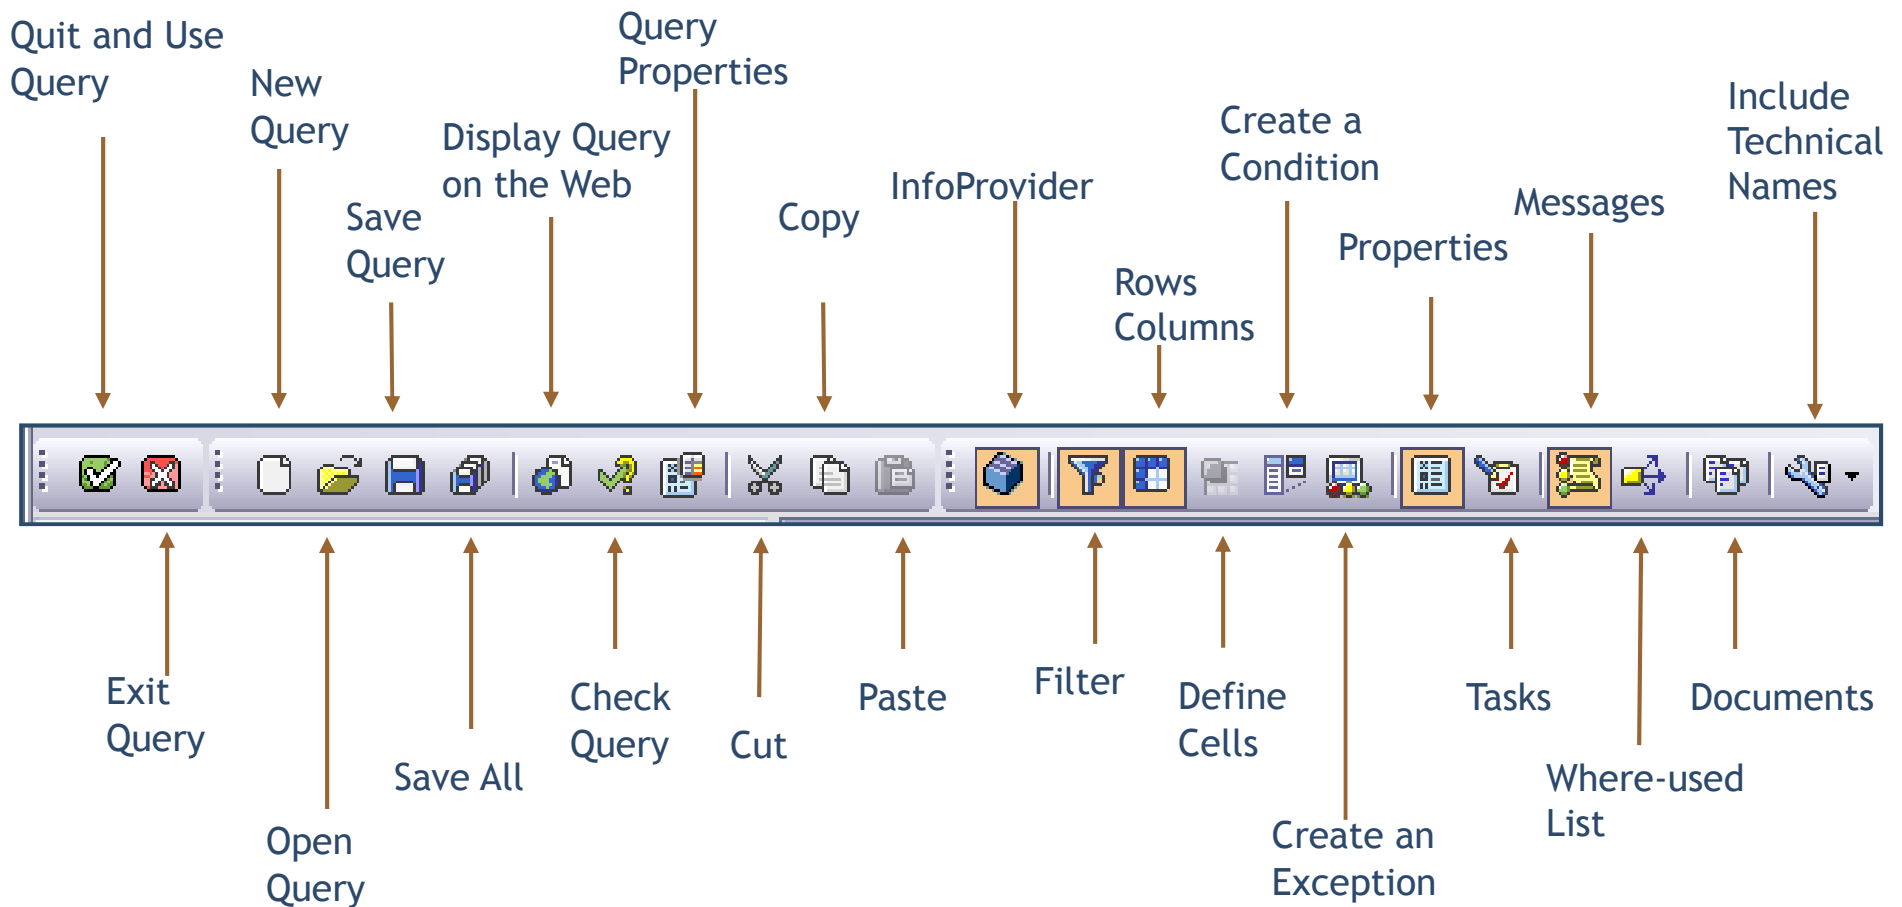 Quit and Use
Query
New
Query
Save
Query
Display Query
on the Web
Query
Properties
Copy
InfoProvider
Rows
Columns
Create a
Condition
Properties
Messages
Include
Technical
Names
Exit
Query
Open
Query
Save All
Check
Query
Cut
Paste
Filter
Define
Cells
Create an
Exception
Tasks
Where-used
List
Documents